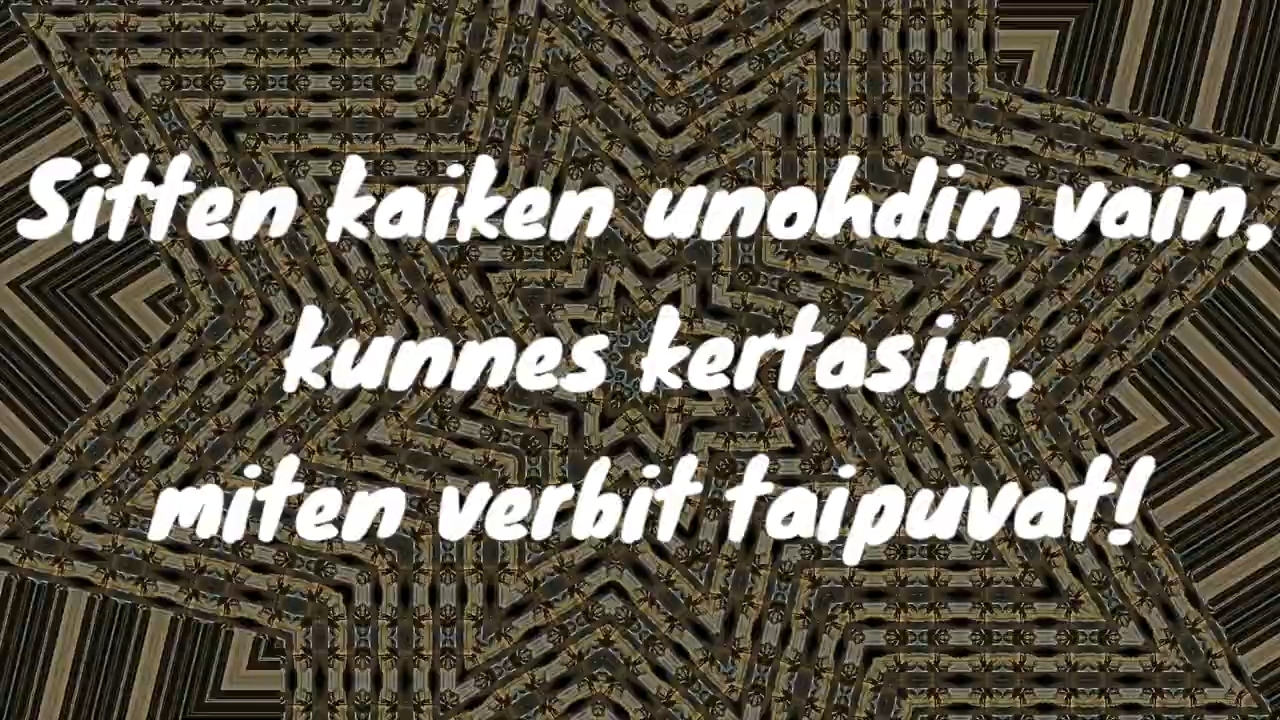 Sitten kaiken unohdin vain,
kunnes kertasin,
miten verbit taipuvat!